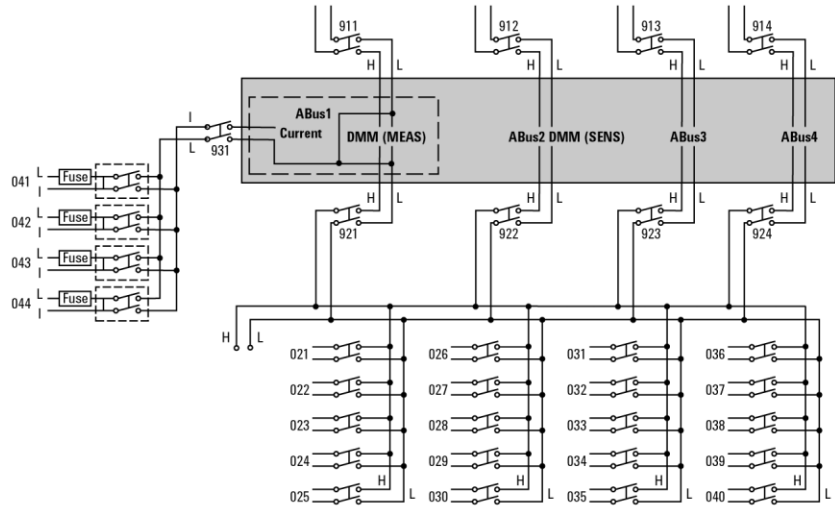 911 912 913 914
H L H L H L H L
ABus1
I Current DMM (MEAS) ABus2 DMM (SENS) ABus3 ABus4
L 931
041 L Fuse
I
042 L Fuse
I
043 L Fuse
I
044 L Fuse
I
H L H L H L H L
921 922 923 924
H L
021 026 031 036
022 027 032 037
023 028 033 038
024 029 034 039
H H H H
025 L 030 L 035 L 040 L